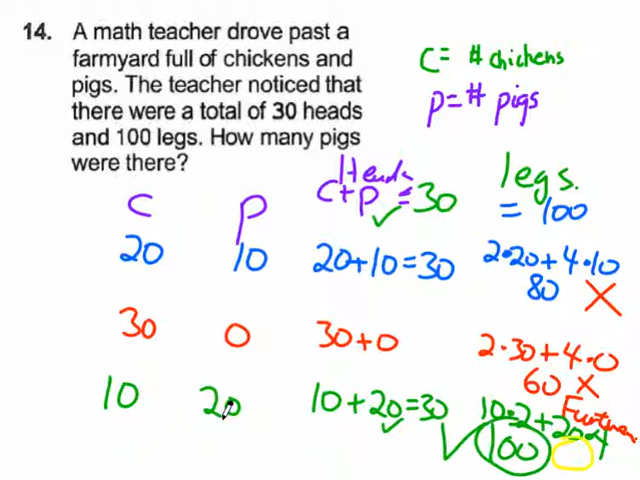 14. A math teacher drove past a
farmyard full of chickens and
pigs. The teacher noticed that
there were a total of 30 heads
and 100 legs. How many pigs
were there?
C = # chickens
p = # pigs
C P Heads legs.
C+P = 30 = 100
20 10 20+10=30 2·20+4·10
80 X
30 0 30+0 2·30+4·0
60 X
10 20 10+20=30 10·2+20·4
100